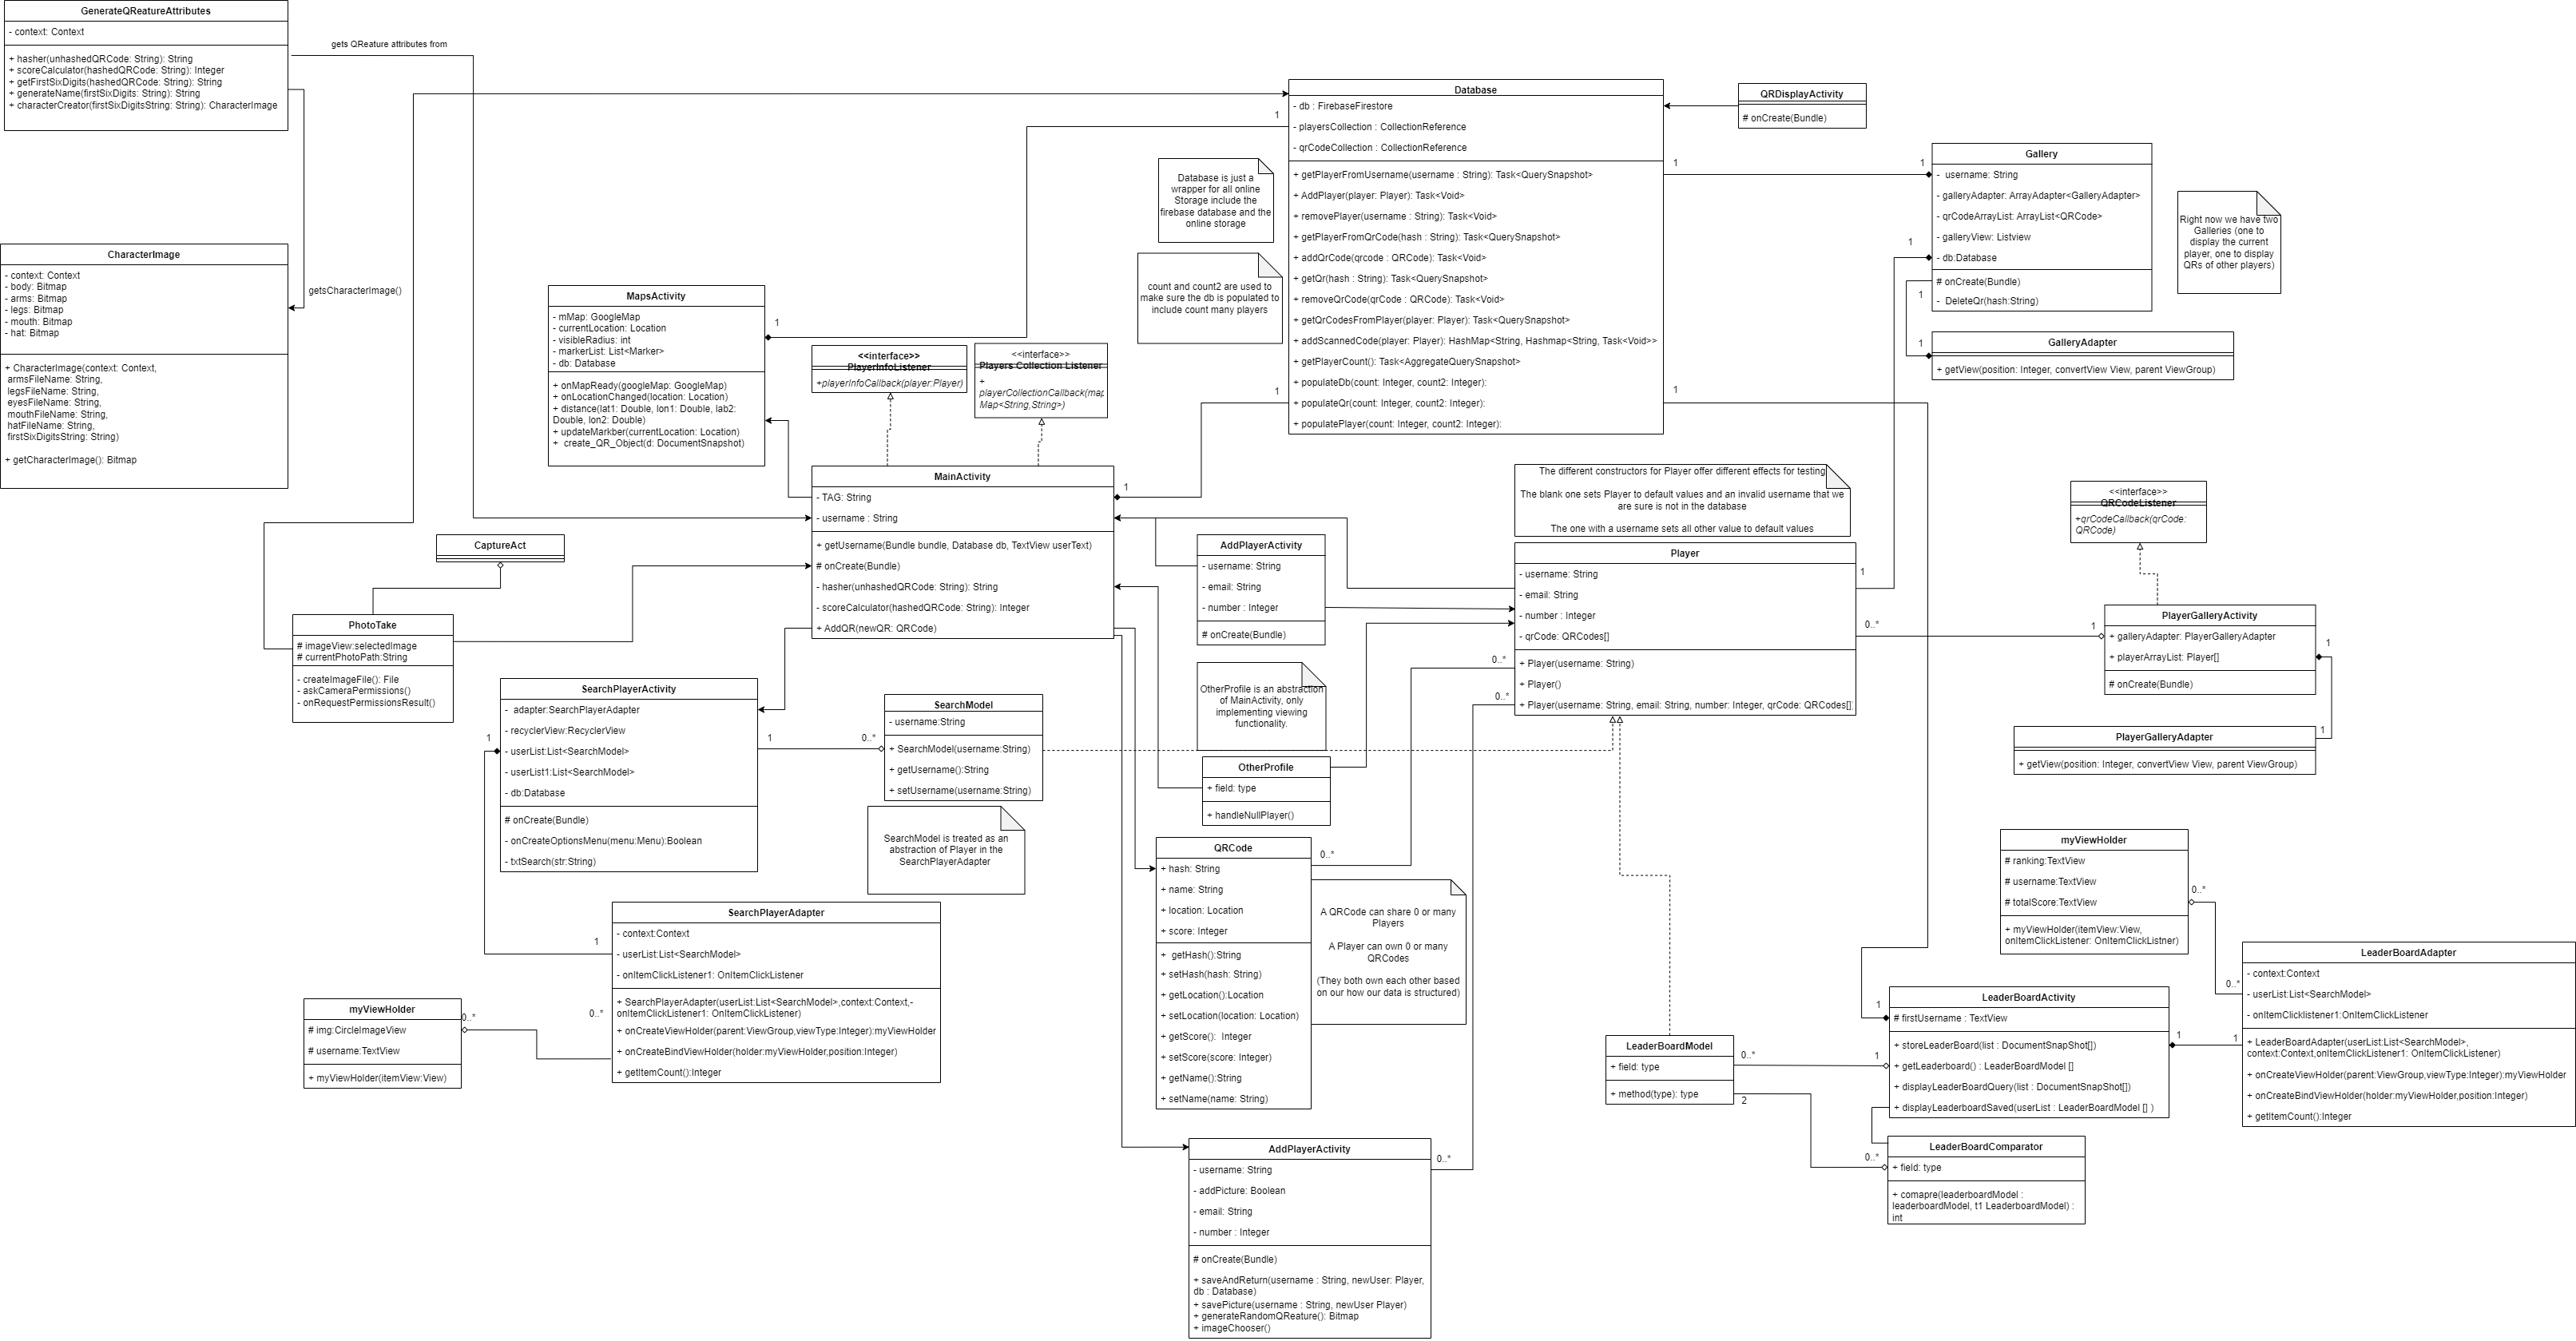 GenerateQReatureAttributes
- context: Context
+ hasher(unhashedQRCode: String): String
+ scoreCalculator(hashedQRCode: String): Integer
+ getFirstSixDigits(hashedQRCode: String): String
+ generateName(firstSixDigits: String): String
+ characterCreator(firstSixDigitsString: String): CharacterImage
gets QReature attributes from
CharacterImage
- context: Context
- body: Bitmap
- arms: Bitmap
- legs: Bitmap
- mouth: Bitmap
- hat: Bitmap
+ CharacterImage(context: Context,
armsFileName: String,
legsFileName: String,
eyesFileName: String,
mouthFileName: String,
hatFileName: String,
firstSixDigitsString: String)
+ getCharacterImage(): Bitmap
getsCharacterImage()
Database
- db : FirebaseFirestore
- playersCollection : CollectionReference
- qrCodeCollection : CollectionReference
+ getPlayerFromUsername(username : String): Task<QuerySnapshot>
+ AddPlayer(player: Player): Task<Void>
+ removePlayer(username : String): Task<Void>
+ getPlayerFromQrCode(hash : String): Task<QuerySnapshot>
+ addQrCode(qrcode : QRCode): Task<Void>
+ getQr(hash : String): Task<QuerySnapshot>
+ removeQrCode(qrCode : QRCode): Task<Void>
+ getQrCodesFromPlayer(player: Player): Task<QuerySnapshot>
+ addScannedCode(player: Player): HashMap<String, Hashmap<String, Task<Void>>
+ getPlayerCount(): Task<AggregateQuerySnapshot>
+ populateDb(count: Integer, count2: Integer):
+ populateQr(count: Integer, count2: Integer):
+ populatePlayer(count: Integer, count2: Integer):
1
1
1
1
QRDisplayActivity
# onCreate(Bundle)
Gallery
- username: String
- galleryAdapter: ArrayAdapter<GalleryAdapter>
- qrCodeArrayList: ArrayList<QRCode>
- galleryView: Listview
- db:Database
# onCreate(Bundle)
- DeleteQr(hash:String)
1
1
1
1
Right now we have two
Galleries (one to
display the current
player, one to display
QRs of other players)
GalleryAdapter
+ getView(position: Integer, convertView View, parent ViewGroup)
Database is just a
wrapper for all online
Storage include the
firebase database and the
online storage
count and count2 are used to
make sure the db is populated to
include count many players
MapsActivity
- mMap: GoogleMap
- currentLocation: Location
- visibleRadius: int
- markerList: List<Marker>
- db: Database
+ onMapReady(googleMap: GoogleMap)
+ onLocationChanged(location: Location)
+ distance(lat1: Double, lon1: Double, lab2:
Double, lon2: Double)
+ updateMarkber(currentLocation: Location)
+ create_QR_Object(d: DocumentSnapshot)
1
<<interface>>
PlayerInfoListener
+playerInfoCallback(player:Player)
<<interface>>
Players Collection Listener
+
playerCollectionCallback(map
Map<String,String>)
MainActivity
- TAG: String
- username : String
+ getUsername(Bundle bundle, Database db, TextView userText)
# onCreate(Bundle)
- hasher(unhashedQRCode: String): String
- scoreCalculator(hashedQRCode: String): Integer
+ AddQR(newQR: QRCode)
1
CaptureAct
PhotoTake
# imageView:selectedImage
# currentPhotoPath:String
- createImageFile(): File
- askCameraPermissions()
- onRequestPermissionsResult()
AddPlayerActivity
- username: String
- email: String
- number : Integer
# onCreate(Bundle)
The different constructors for Player offer different effects for testing
The blank one sets Player to default values and an invalid username that we
are sure is not in the database
The one with a username sets all other value to default values
Player
- username: String
- email: String
- number : Integer
- qrCode: QRCodes[]
+ Player(username: String)
+ Player()
+ Player(username: String, email: String, number: Integer, qrCode: QRCodes[])
1
0..*
0..*
0..*
<<interface>>
QRCodeListener
+qrCodeCallback(qrCode:
QRCode)
PlayerGalleryActivity
+ galleryAdapter: PlayerGalleryAdapter
+ playerArrayList: Player[]
# onCreate(Bundle)
1
1
1
PlayerGalleryAdapter
+ getView(position: Integer, convertView View, parent ViewGroup)
OtherProfile is an abstraction
of MainActivity, only
implementing viewing
functionality.
OtherProfile
+ field: type
+ handleNullPlayer()
SearchPlayerActivity
- adapter:SearchPlayerAdapter
- recyclerView:RecyclerView
- userList:List<SearchModel>
- userList1:List<SearchModel>
- db:Database
# onCreate(Bundle)
- onCreateOptionsMenu(menu:Menu):Boolean
- txtSearch(str:String)
1
1
0..*
SearchModel
- username:String
+ SearchModel(username:String)
+ getUsername():String
+ setUsername(username:String)
SearchModel is treated as an
abstraction of Player in the
SearchPlayerAdapter
SearchPlayerAdapter
- context:Context
- userList:List<SearchModel>
- onItemClickListener1: OnItemClickListener
+ SearchPlayerAdapter(userList:List<SearchModel>,context:Context,-
onItemClickListener1: OnItemClickListener)
+ onCreateViewHolder(parent:ViewGroup,viewType:Integer):myViewHolder
+ onCreateBindViewHolder(holder:myViewHolder,position:Integer)
+ getItemCount():Integer
1
0..*
0..*
myViewHolder
# img:CircleImageView
# username:TextView
+ myViewHolder(itemView:View)
QRCode
+ hash: String
+ name: String
+ location: Location
+ score: Integer
+ getHash():String
+ setHash(hash: String)
+ getLocation():Location
+ setLocation(location: Location)
+ getScore(): Integer
+ setScore(score: Integer)
+ getName():String
+ setName(name: String)
0..*
A QRCode can share 0 or many
Players
A Player can own 0 or many
QRCodes
(They both own each other based
on our how our data is structured)
AddPlayerActivity
- username: String
- addPicture: Boolean
- email: String
- number : Integer
# onCreate(Bundle)
+ saveAndReturn(username : String, newUser: Player,
db : Database)
+ savePicture(username : String, newUser Player)
+ generateRandomQReature(): Bitmap
+ imageChooser()
0..*
myViewHolder
# ranking:TextView
# username:TextView
# totalScore:TextView
+ myViewHolder(itemView:View,
onItemClickListener: OnItemClickListner)
0..*
0..*
LeaderBoardAdapter
- context:Context
- userList:List<SearchModel>
- onItemClicklistener1:OnItemClickListener
+ LeaderBoardAdapter(userList:List<SearchModel>,
context:Context,onItemClickListener1: OnItemClickListener)
+ onCreateViewHolder(parent:ViewGroup,viewType:Integer):myViewHolder
+ onCreateBindViewHolder(holder:myViewHolder,position:Integer)
+ getItemCount():Integer
LeaderBoardActivity
# firstUsername : TextView
+ storeLeaderBoard(list : DocumentSnapShot[])
+ getLeaderboard() : LeaderBoardModel []
+ displayLeaderBoardQuery(list : DocumentSnapShot[])
+ displayLeaderboardSaved(userList : LeaderBoardModel [] )
1
1
1
1
LeaderBoardModel
+ field: type
+ method(type): type
0..*
2
0..*
LeaderBoardComparator
+ field: type
+ comapre(leaderboardModel :
leaderboardModel, t1 LeaderboardModel) :
int